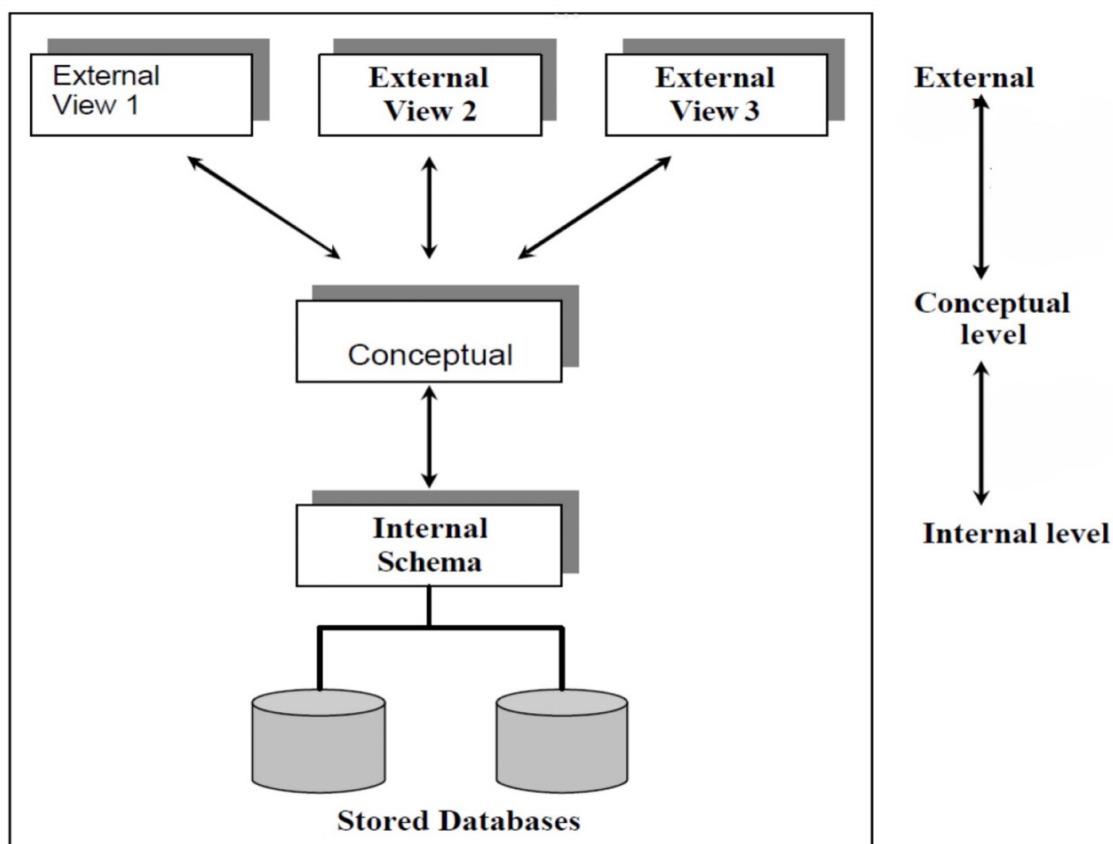 External
View 1
External
View 2
External
View 3
External
Conceptual
level
Conceptual
Internal
Schema
Internal level
Stored Databases